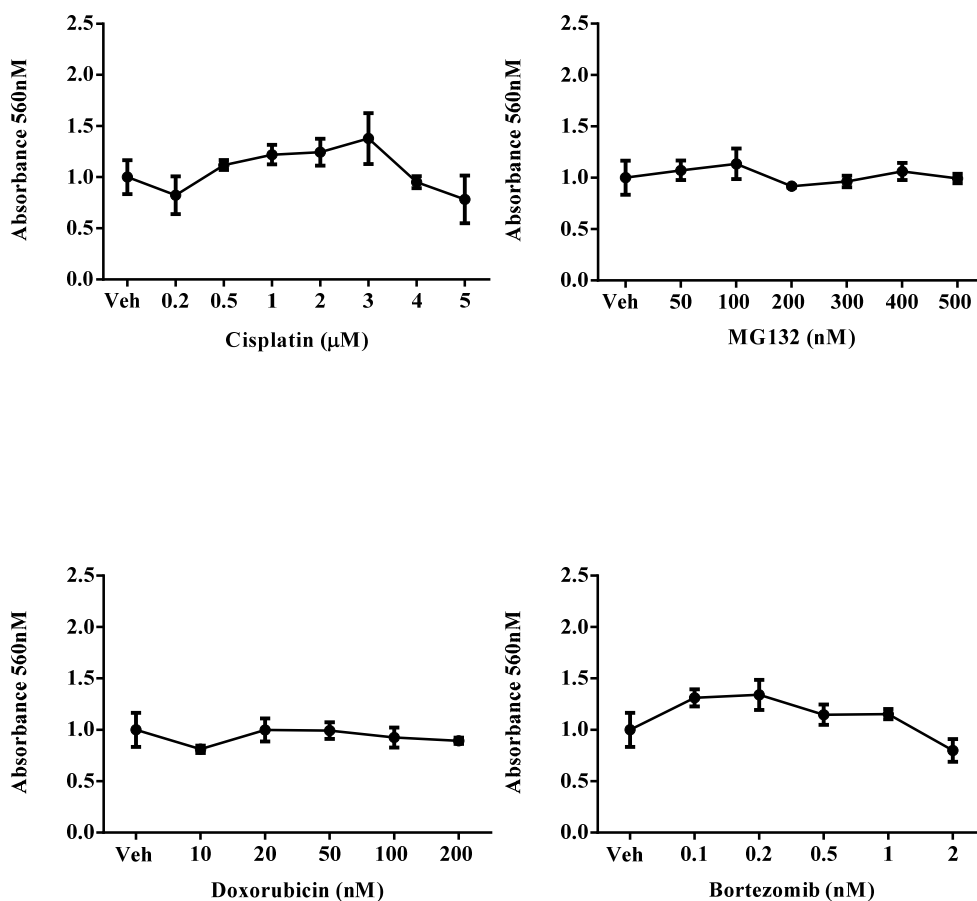 Absorbance 560nM
2.5
2.0
1.5
1.0
0.5
0.0
Veh 0.2 0.5 1 2 3 4 5
Cisplatin (μM)
Absorbance 560nM
2.5
2.0
1.5
1.0
0.5
0.0
Veh 50 100 200 300 400 500
MG132 (nM)
Absorbance 560nM
2.5
2.0
1.5
1.0
0.5
0.0
Veh 10 20 50 100 200
Doxorubicin (nM)
Absorbance 560nM
2.5
2.0
1.5
1.0
0.5
0.0
Veh 0.1 0.2 0.5 1 2
Bortezomib (nM)